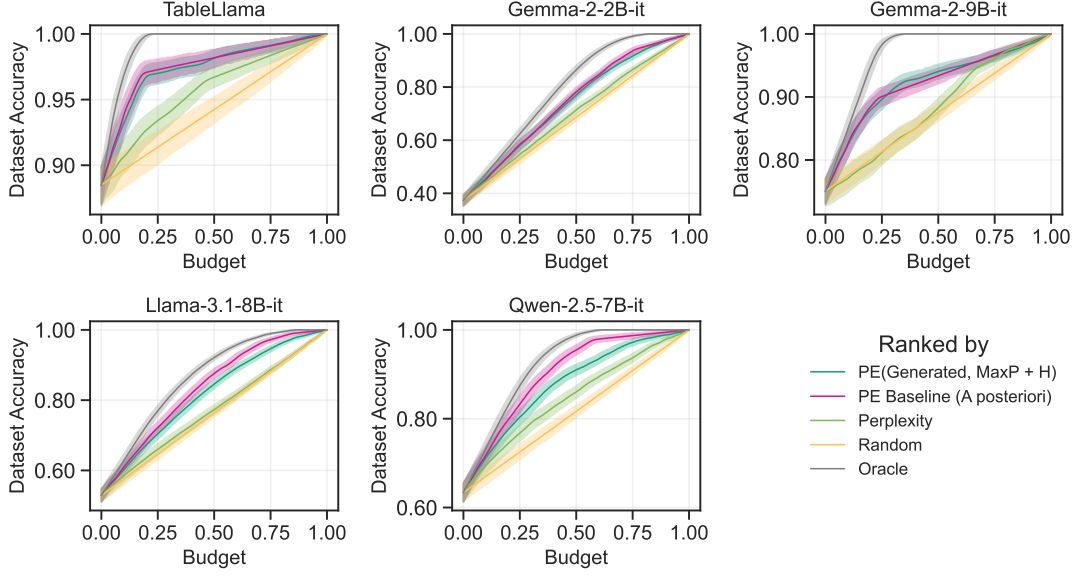 TableLlama
Dataset Accuracy
1.00
0.95
0.90
0.00 0.25 0.50 0.75 1.00
Budget
Gemma-2-2B-it
Dataset Accuracy
1.00
0.80
0.60
0.40
0.00 0.25 0.50 0.75 1.00
Budget
Gemma-2-9B-it
Dataset Accuracy
1.00
0.90
0.80
0.00 0.25 0.50 0.75 1.00
Budget
Llama-3.1-8B-it
Dataset Accuracy
1.00
0.80
0.60
0.00 0.25 0.50 0.75 1.00
Budget
Qwen-2.5-7B-it
Dataset Accuracy
1.00
0.80
0.60
0.00 0.25 0.50 0.75 1.00
Budget
Ranked by
PE(Generated, MaxP + H)
PE Baseline (A posteriori)
Perplexity
Random
Oracle